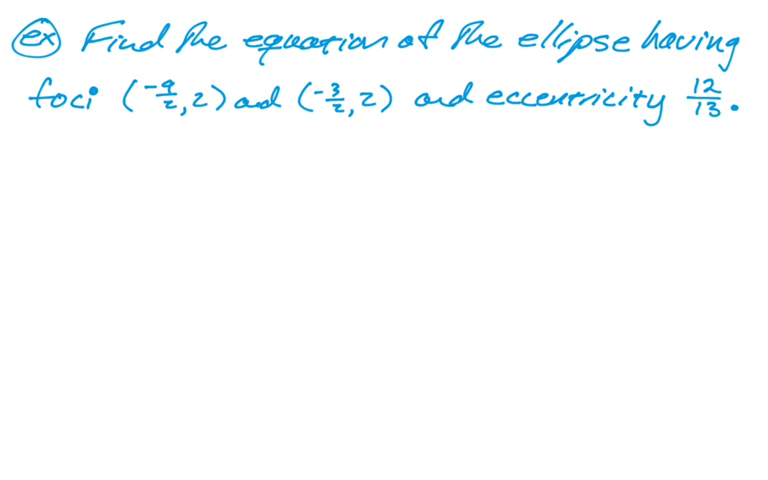 ex Find the equation of the ellipse having
foci (-9/2, 2) and (-3/2, 2) and eccentricity 12/13.